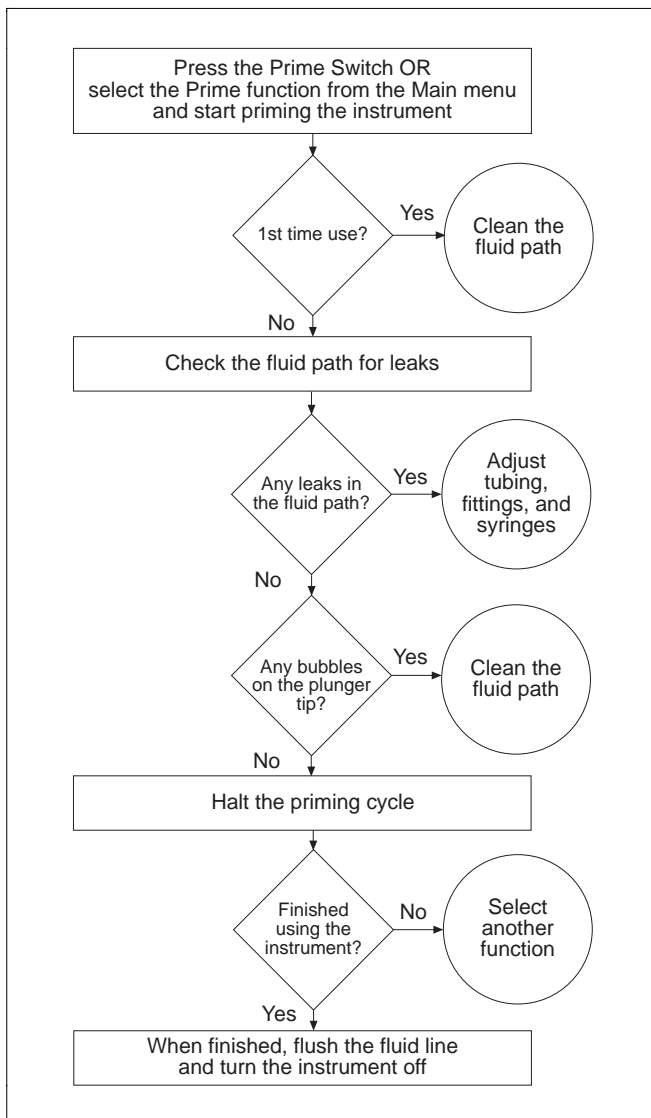 Press the Prime Switch OR
select the Prime function from the Main menu
and start priming the instrument
1st time use?
Yes
Clean the
fluid path
No
Check the fluid path for leaks
Any leaks in
the fluid path?
Yes
Adjust
tubing,
fittings, and
syringes
No
Any bubbles
on the plunger
tip?
Yes
Clean the
fluid path
No
Halt the priming cycle
Finished
using the
instrument?
No
Select
another
function
Yes
When finished, flush the fluid line
and turn the instrument off